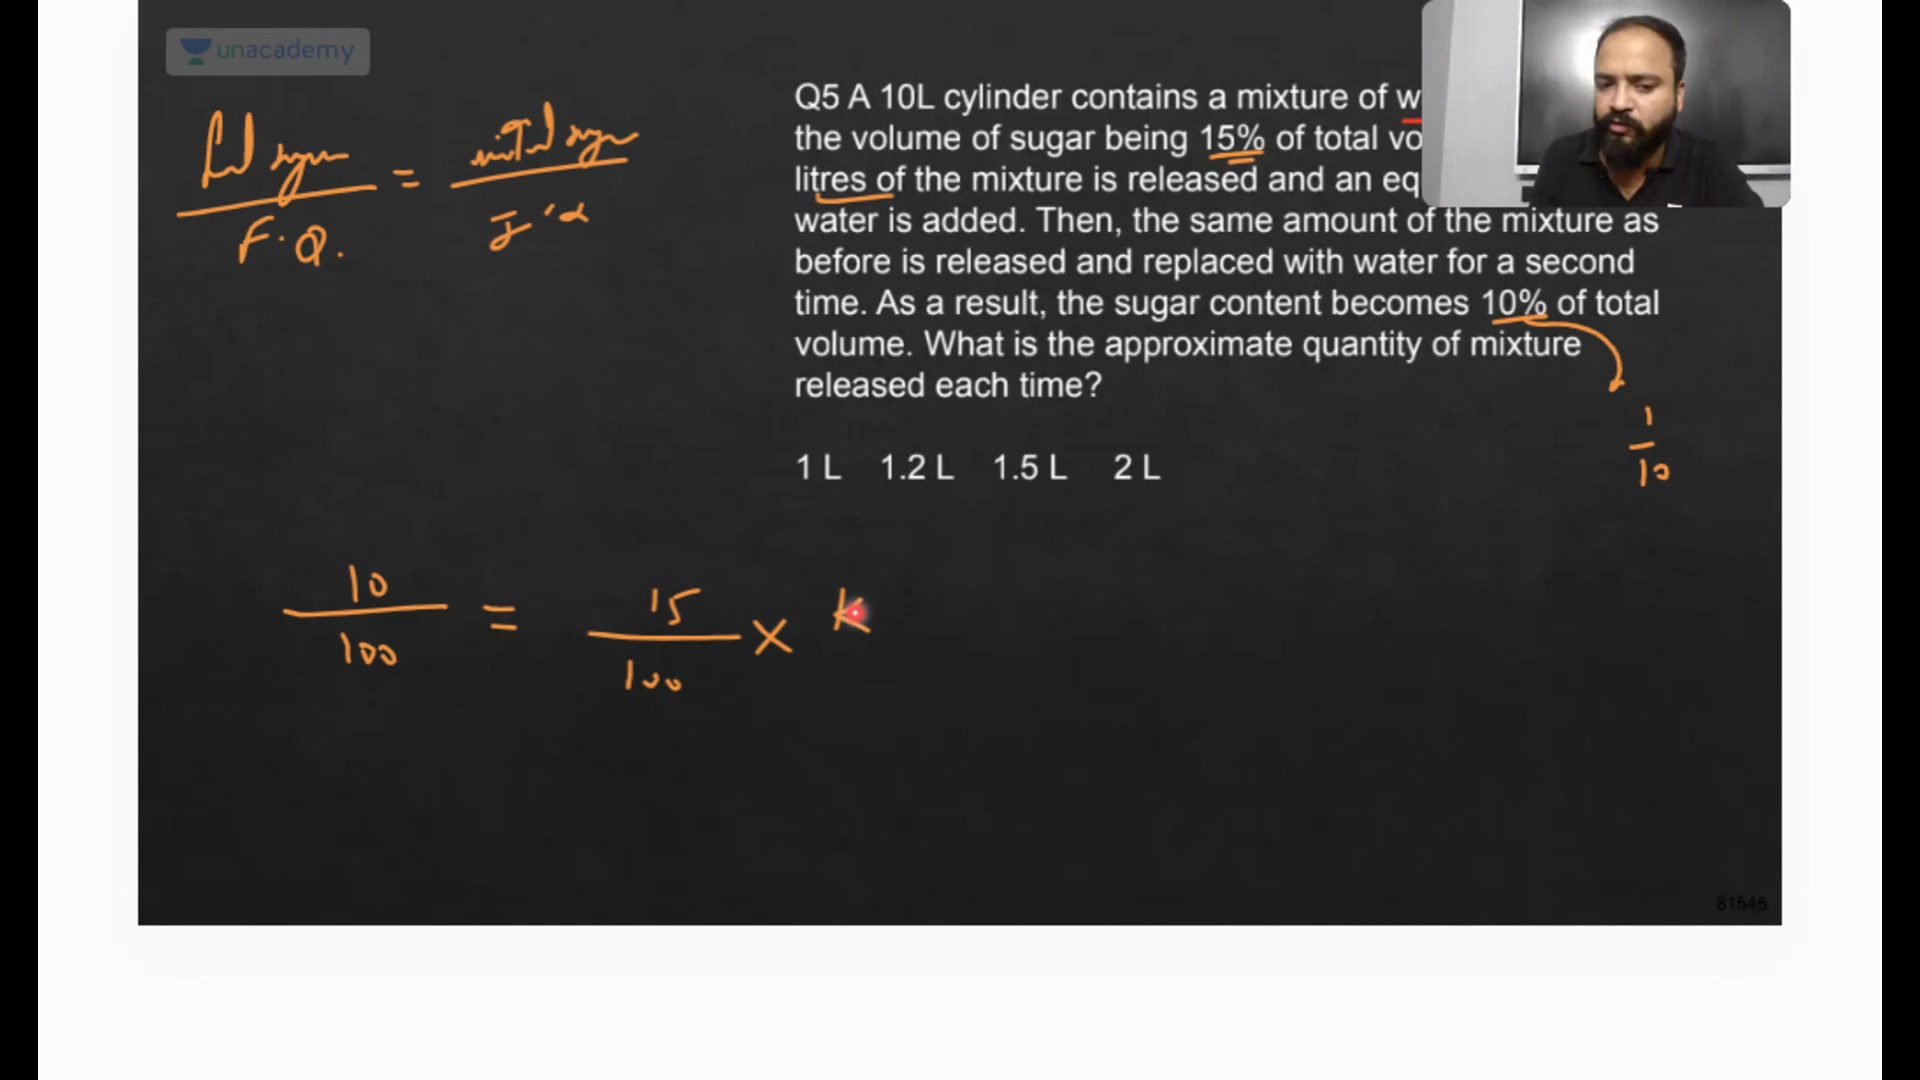 unacademy
Q5 A 10L cylinder contains a mixture of w
the volume of sugar being 15% of total vo
litres of the mixture is released and an eq
water is added. Then, the same amount of the mixture as
before is released and replaced with water for a second
time. As a result, the sugar content becomes 10% of total
volume. What is the approximate quantity of mixture
released each time?
1 L 1.2 L 1.5 L 2 L
=
F.Q.
1
10
10
100
=
15
100
× K
81545